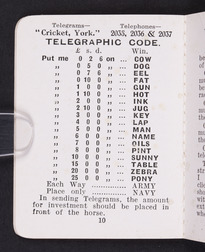 Telegrams— Telephones—
"Cricket, York." 2035, 2036 & 2037
TELEGRAPHIC CODE.
£ s. d. Win.
Put me 0 2 6 on ... COW
„ 0 5 0 „ ... DOG
„ 0 7 6 „ ... EEL
„ 0 10 0 „ ... FAT
„ 1 0 0 „ ... GUN
„ 1 10 0 „ ... HOT
„ 2 0 0 „ ... INK
„ 2 10 0 „ ... JUG
„ 3 0 0 „ ... KEY
„ 4 0 0 „ ... LAP
„ 5 0 0 „ ... MAN
„ 6 0 0 „ ... NAME
„ 7 0 0 „ ... OILS
„ 8 0 0 „ ... PINT
„ 10 0 0 „ ... SUNNY
„ 15 0 0 „ ... TABLE
„ 20 0 0 „ ... ZEBRA
„ 25 0 0 „ ... PONY
Each Way ... ARMY
Place only ... NAVY
In sending Telegrams, the amount
for investment should be placed in
front of the horse.
10